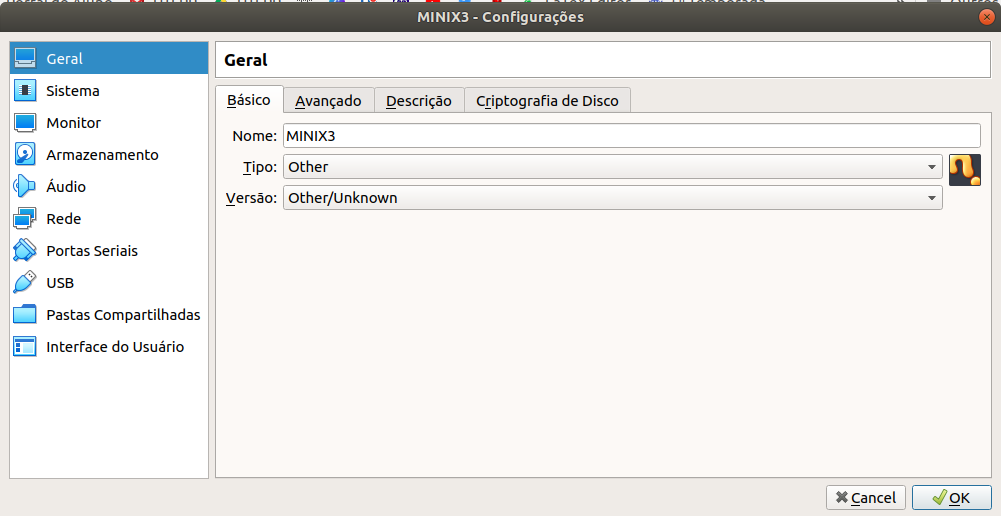 MINIX3 - Configurações
Geral
Sistema
Monitor
Armazenamento
Áudio
Rede
Portas Seriais
USB
Pastas Compartilhadas
Interface do Usuário
Geral
Básico Avançado Descrição Criptografia de Disco
Nome: MINIX3
Tipo: Other
Versão: Other/Unknown
Cancel OK